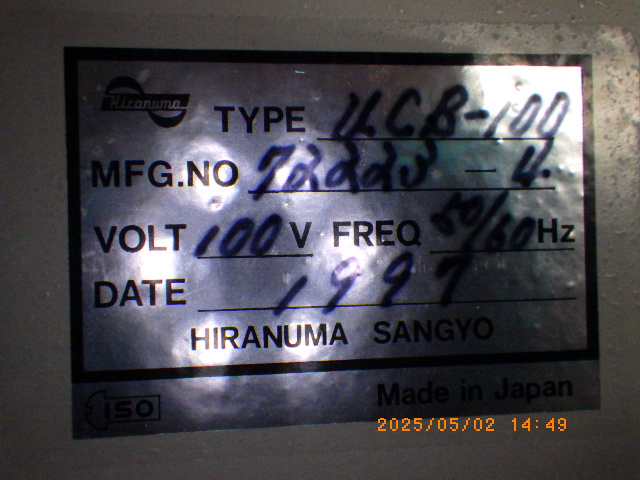 Hiranuma
TYPE UCB-100
MFG.NO 72223-4
VOLT 100 V FREQ 50/60 Hz
DATE 1997
HIRANUMA SANGYO
ISO
Made in Japan
2025/05/02 14:49